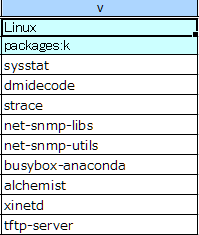 v
Linux
packages:k
sysstat
dmidecode
strace
net-snmp-libs
net-snmp-utils
busybox-anaconda
alchemist
xinetd
tftp-server